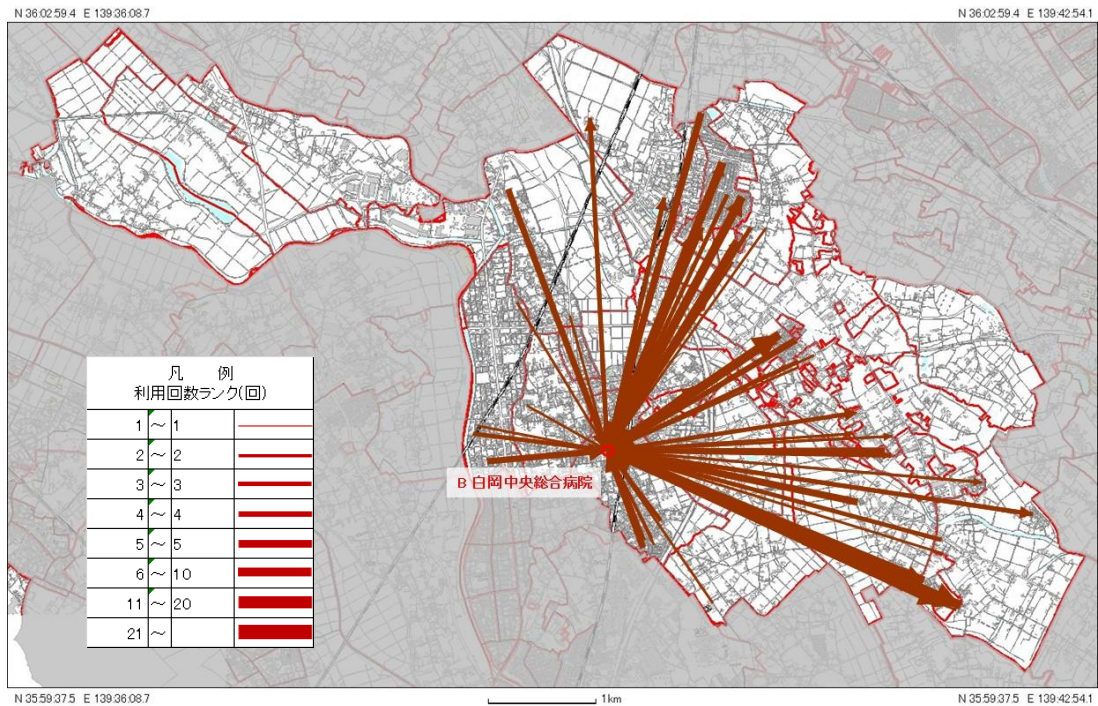 N 36:02:59.4 E 139:36:08.7
N 36:02:59.4 E 139:42:54.1
凡 例
利用回数ランク(回)
1 ～ 1
2 ～ 2
3 ～ 3
4 ～ 4
5 ～ 5
6 ～ 10
11 ～ 20
21 ～
B 白岡中央総合病院
N 35:59:37.5 E 139:36:08.7
1km
N 35:59:37.5 E 139:42:54.1